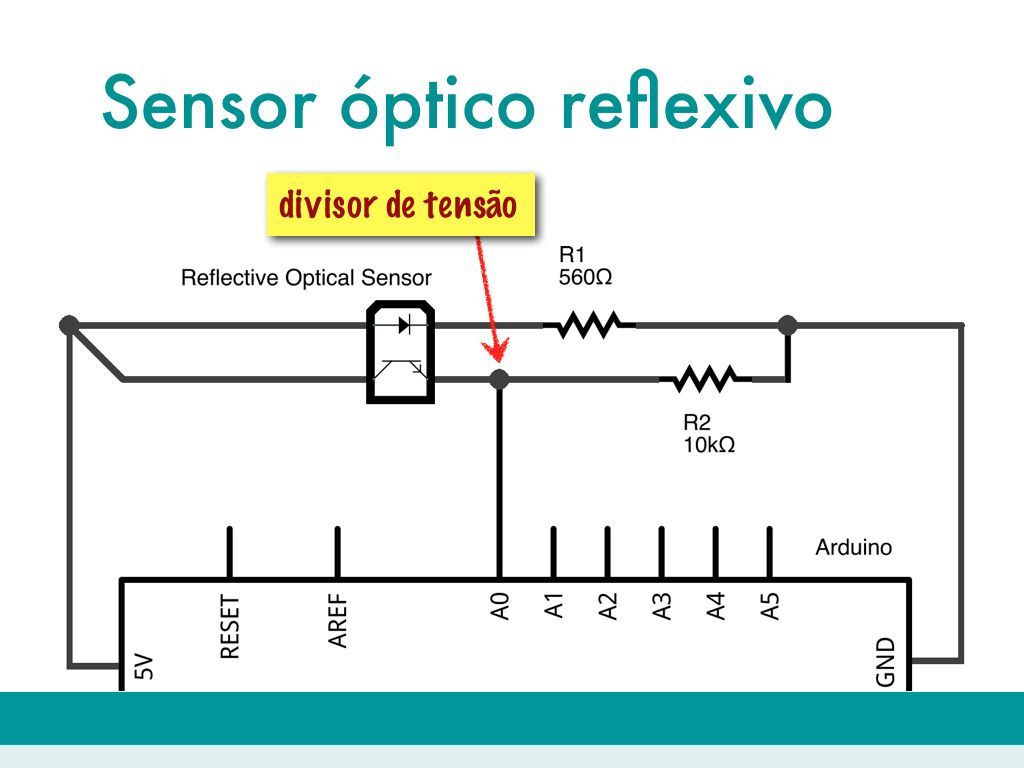 Sensor óptico reflexivo
divisor de tensão
R1
560Ω
Reflective Optical Sensor
R2
10kΩ
Arduino
RESET
AREF
A0
A1
A2
A3
A4
A5
5V
GND